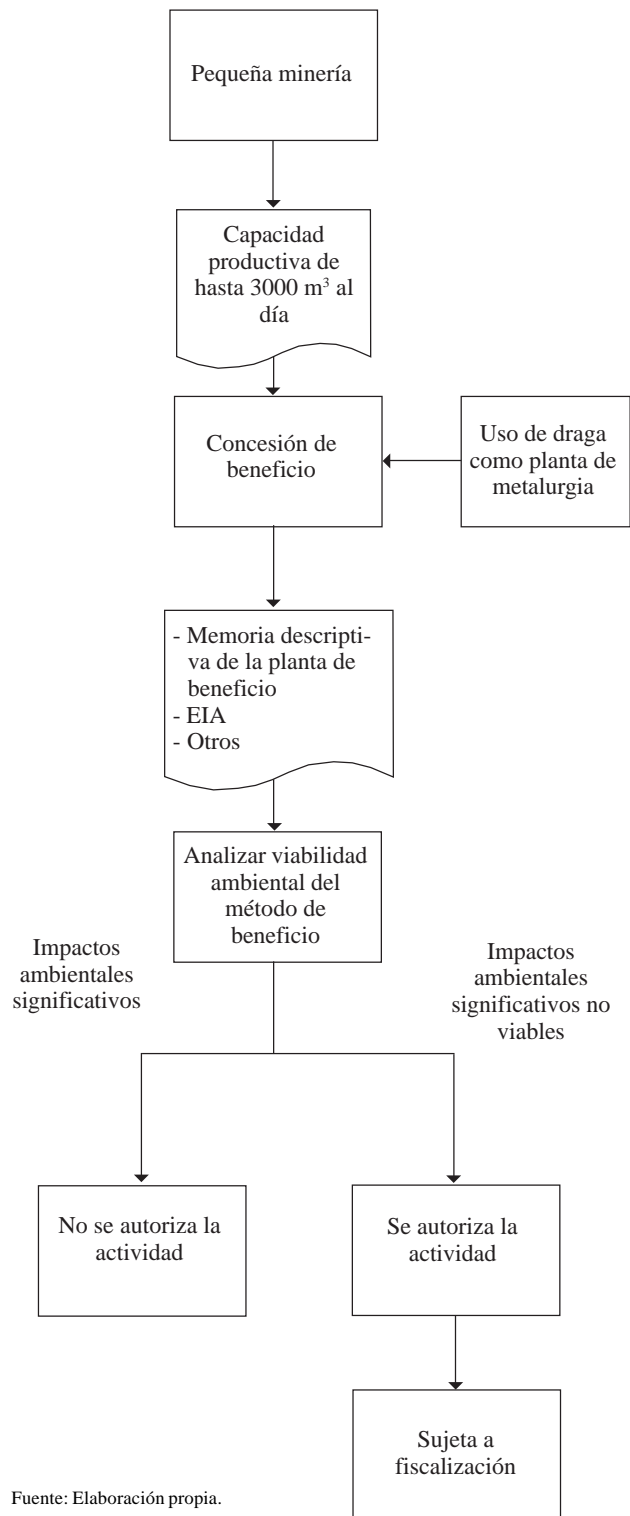 Pequeña minería
Capacidad
productiva de
hasta 3000 m³ al
día
Concesión de
beneficio
Uso de draga
como planta de
metalurgia
- Memoria descripti-
va de la planta de
beneficio
- EIA
- Otros
Analizar viabilidad
ambiental del
método de
beneficio
Impactos
ambientales
significativos
Impactos
ambientales
significativos no
viables
No se autoriza la
actividad
Se autoriza la
actividad
Sujeta a
fiscalización
Fuente: Elaboración propia.